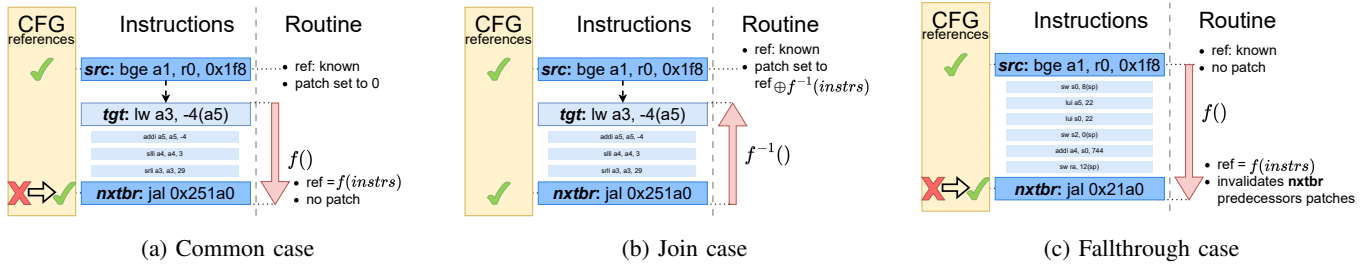 CFG
references
Instructions
Routine
src: bge a1, r0, 0x1f8
• ref: known
• patch set to 0
tgt: lw a3, -4(a5)
addi a5, a5, -4
slli a4, a4, 3
srli a3, a3, 29
f()
• ref = f(instrs)
• no patch
nxtbr: jal 0x251a0
(a) Common case
CFG
references
Instructions
Routine
src: bge a1, r0, 0x1f8
• ref: known
• patch set to
ref ⊕ f⁻¹(instrs)
tgt: lw a3, -4(a5)
addi a5, a5, -4
slli a4, a4, 3
srli a3, a3, 29
f⁻¹()
nxtbr: jal 0x251a0
(b) Join case
CFG
references
Instructions
Routine
src: bge a1, r0, 0x1f8
• ref: known
• no patch
sw s0, 8(sp)
lui a5, 22
lui s0, 22
sw s2, 0(sp)
addi a4, s0, 744
sw ra, 12(sp)
f()
• ref = f(instrs)
• invalidates nxtbr
predecessors patches
nxtbr: jal 0x21a0
(c) Fallthrough case